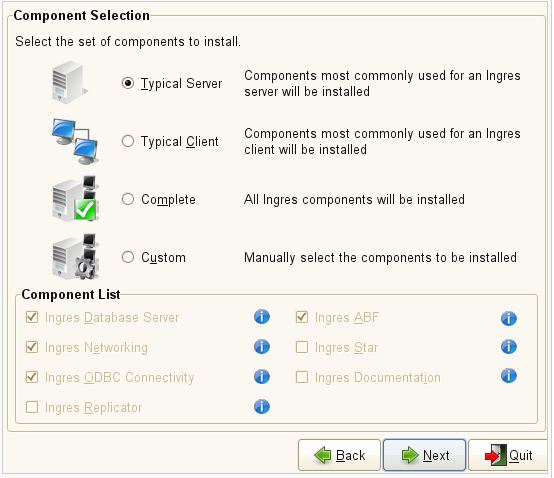 Component Selection
Select the set of components to install.
Typical Server
Components most commonly used for an Ingres
server will be installed
Typical Client
Components most commonly used for an Ingres
client will be installed
Complete
All Ingres components will be installed
Custom
Manually select the components to be installed
Component List
Ingres Database Server
Ingres ABF
Ingres Networking
Ingres Star
Ingres ODBC Connectivity
Ingres Documentation
Ingres Replicator
Back
Next
Quit